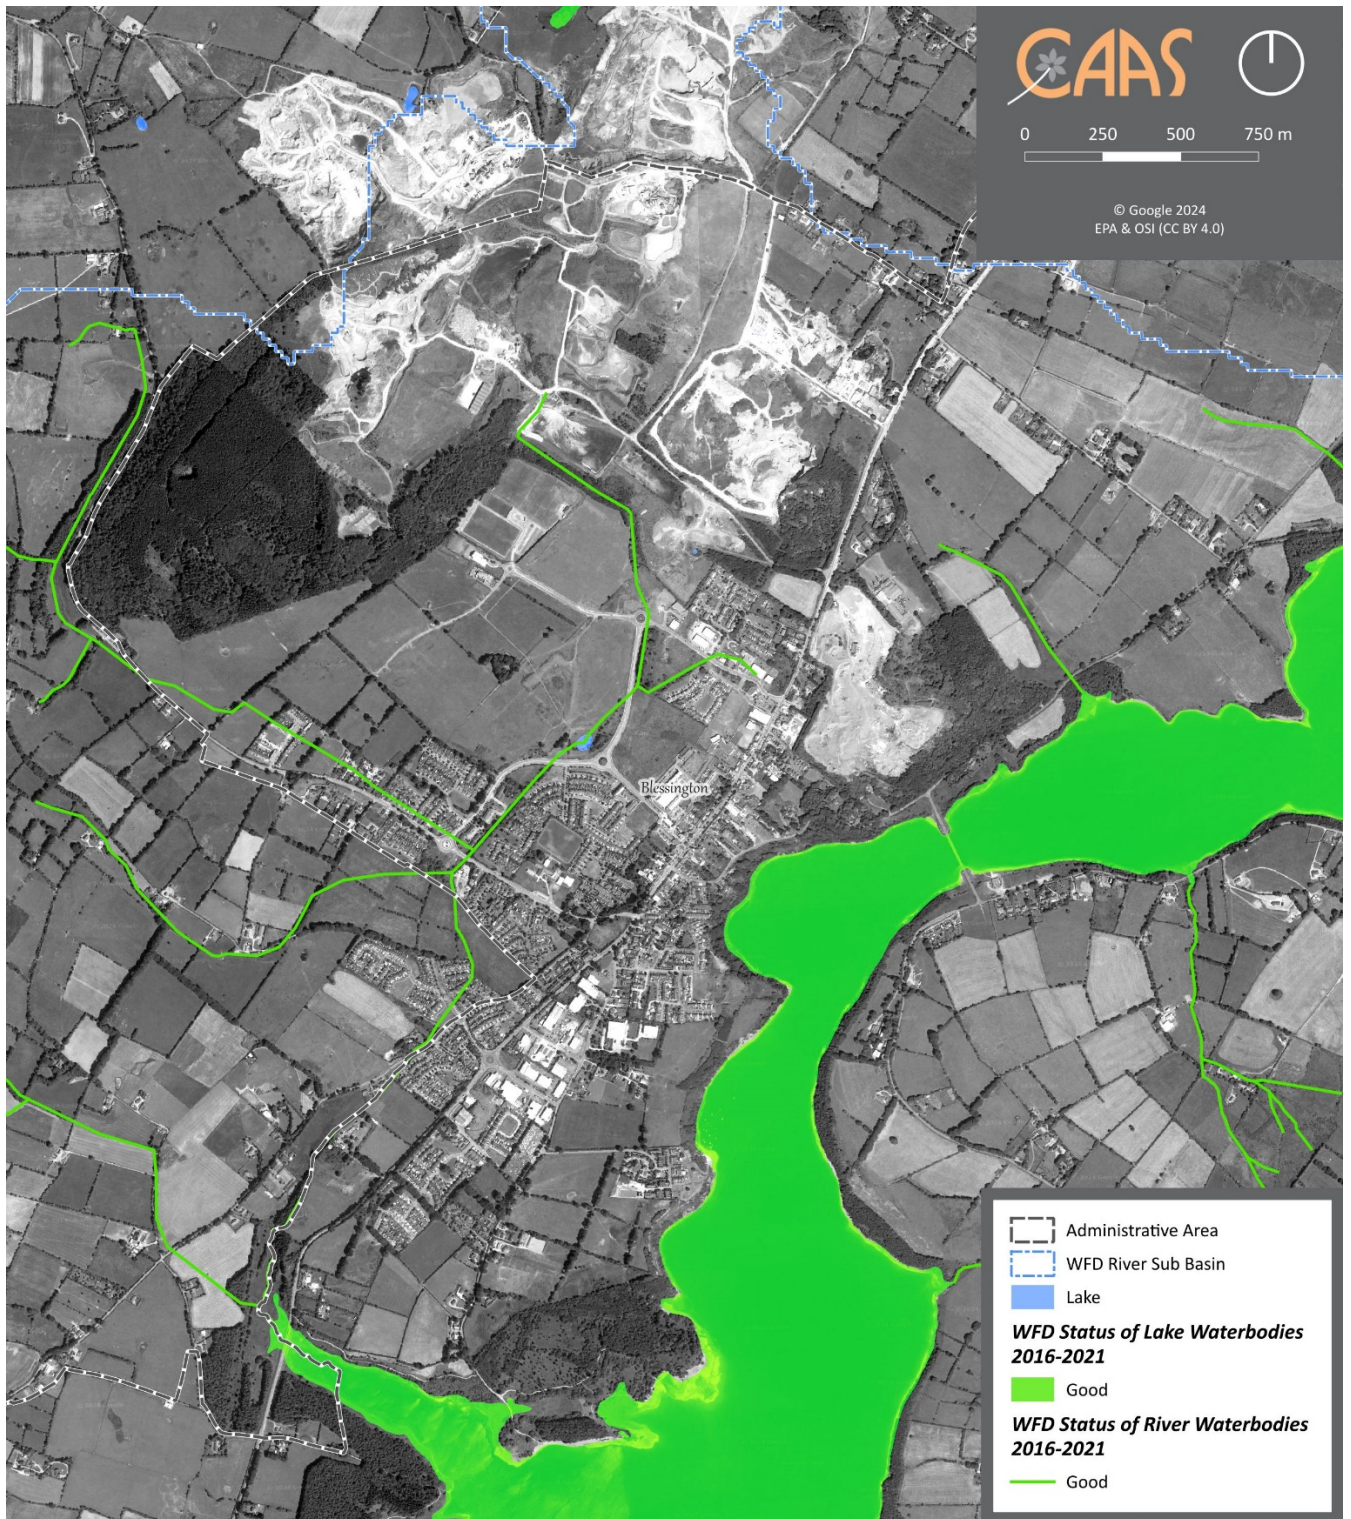 CAAS
0 250 500 750 m
© Google 2024
EPA & OSI (CC BY 4.0)
Blessington
Administrative Area
WFD River Sub Basin
Lake
WFD Status of Lake Waterbodies
2016-2021
Good
WFD Status of River Waterbodies
2016-2021
Good